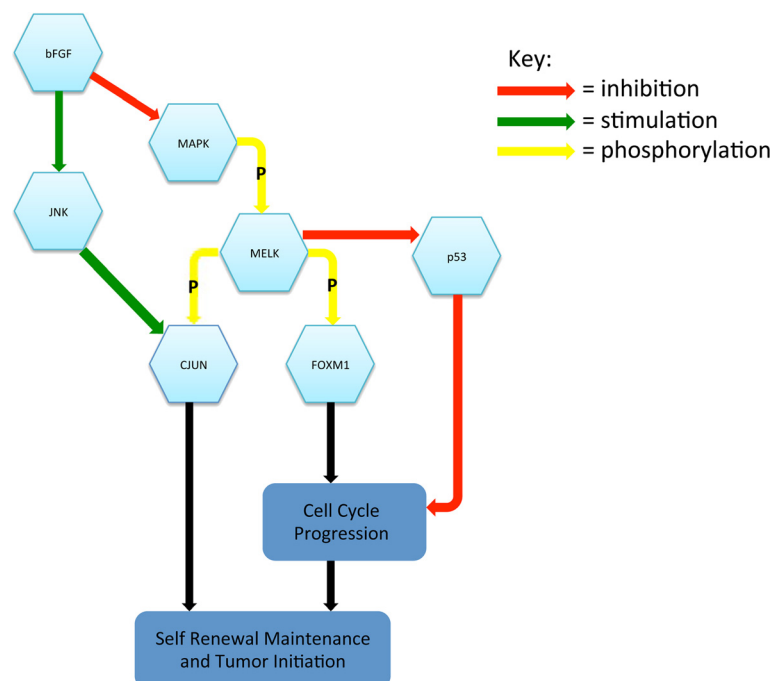 bFGF
Key:
= inhibition
= stimulation
= phosphorylation
MAPK
P
JNK
MELK
p53
P
P
CJUN
FOXM1
Cell Cycle
Progression
Self Renewal Maintenance
and Tumor Initiation